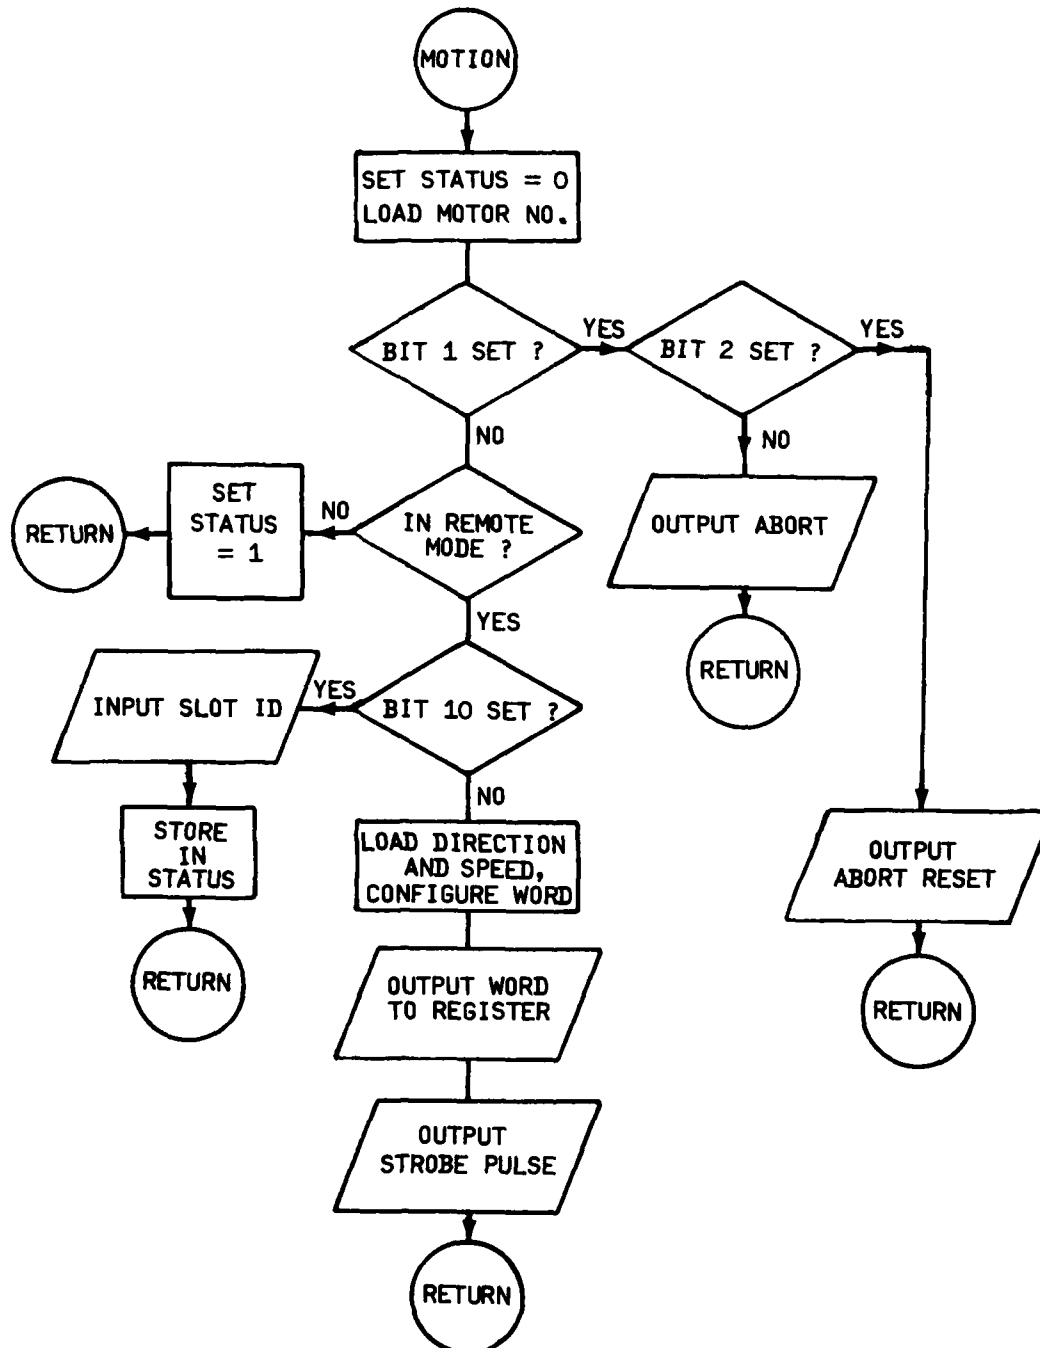 MOTION
SET STATUS = 0
LOAD MOTOR NO.
BIT 1 SET ?
YES
BIT 2 SET ?
YES
NO
NO
OUTPUT ABORT
RETURN
SET
STATUS
= 1
NO
IN REMOTE
MODE ?
RETURN
YES
INPUT SLOT ID
YES
BIT 10 SET ?
NO
STORE
IN
STATUS
RETURN
LOAD DIRECTION
AND SPEED,
CONFIGURE WORD
OUTPUT
ABORT RESET
RETURN
OUTPUT WORD
TO REGISTER
OUTPUT
STROBE PULSE
RETURN